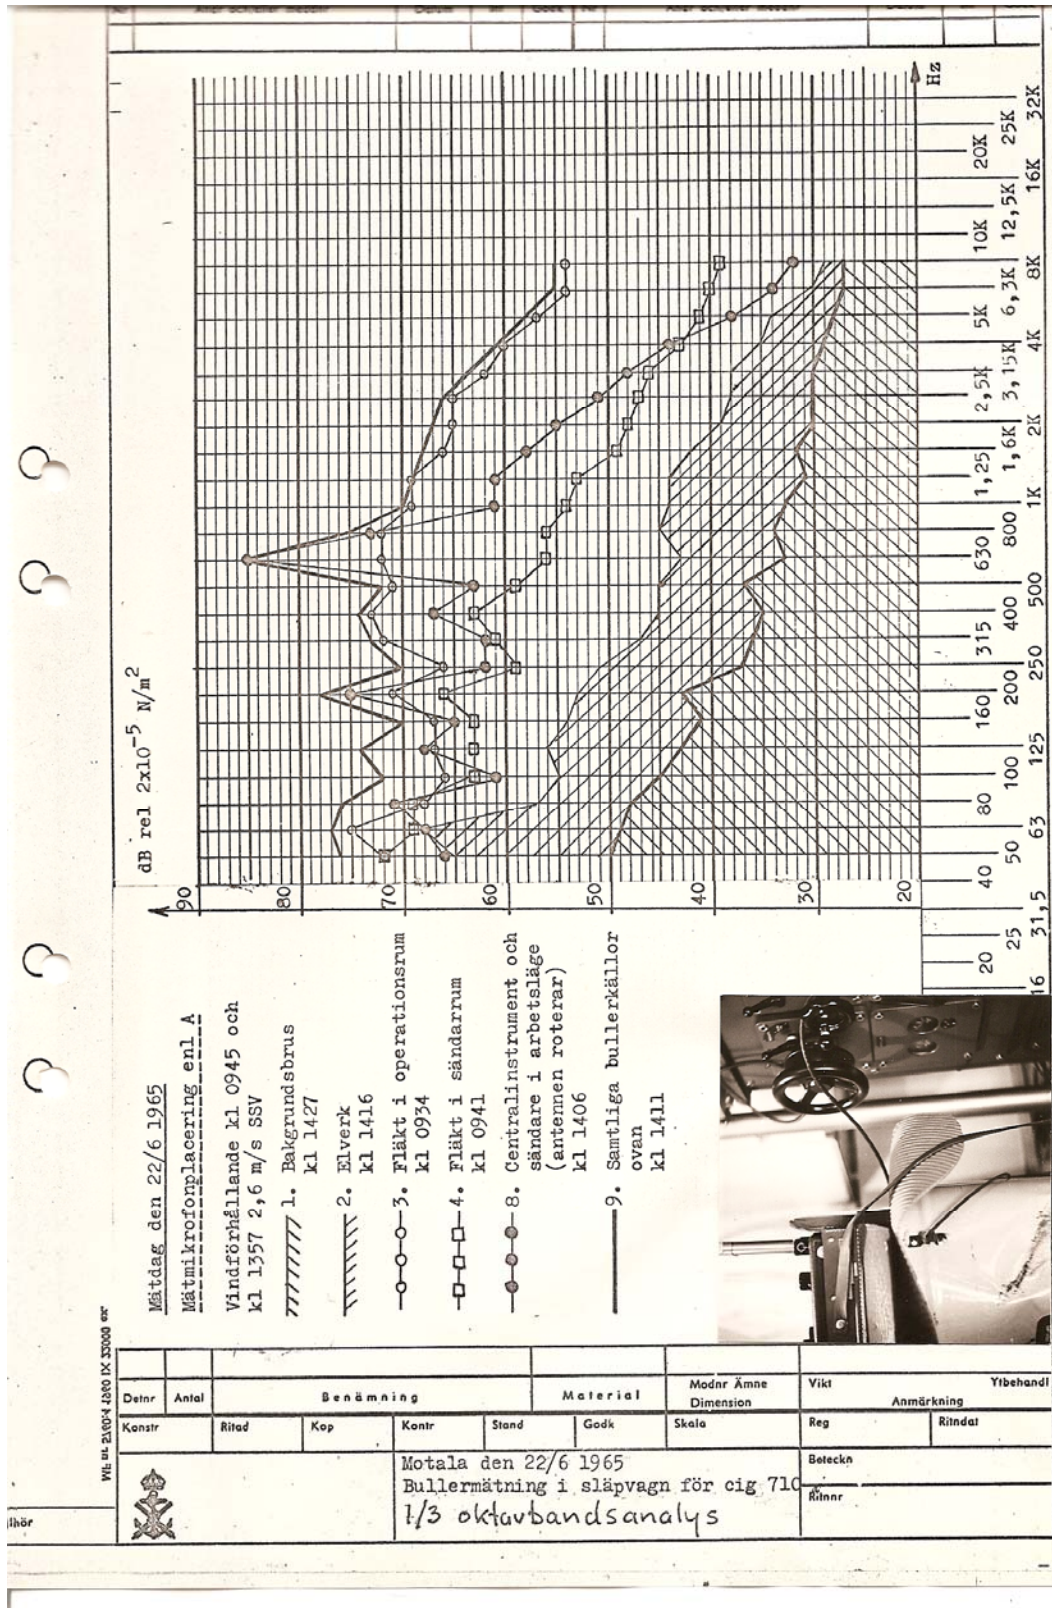 dB rel 2x10⁻⁵ N/m²
Hz
90
80
70
60
50
40
30
20
16
20
25
31,5
40
50
63
80
100
125
160
200
250
315
400
500
630
800
1K
1,25
1,6K
2K
2,5K
3,15K
4K
5K
6,3K
8K
10K
12,5K
16K
20K
25K
32K
Mätdag den 22/6 1965
Mätmikrofonplacering enl A
Vindförhållande kl 0945 och
kl 1357 2,6 m/s SSV
1. Bakgrundsbrus
kl 1427
2. Elverk
kl 1416
3. Fläkt i operationsrum
kl 0934
4. Fläkt i sändarrum
kl 0941
8. Centralinstrument och
sändare i arbetsläge
(antennen roterar)
kl 1406
9. Samtliga bullerkällor
ovan
kl 1411
Detnr Antal Benämning Material Modnr Ämne Dimension Vikt Anmärkning Ytbehandl
Konstr Ritad Kop Kontr Stand Godk Skala Reg Ritndat
Motala den 22/6 1965
Bullermätning i släpvagn för cig 710
1/3 oktavbandsanalys
Beteckn
Ritnnr